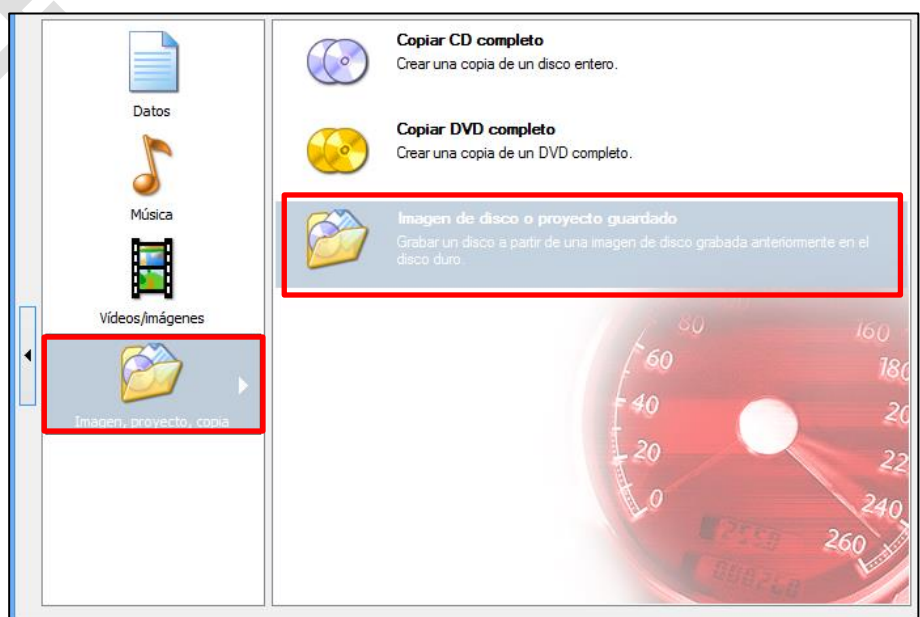 Datos
Música
Vídeos/imágenes
Imagen, proyecto, copia
Copiar CD completo
Crear una copia de un disco entero.
Copiar DVD completo
Crear una copia de un DVD completo.
Imagen de disco o proyecto guardado
Grabar un disco a partir de una imagen de disco grabada anteriormente en el
disco duro.
80
160
60
180
40
20
20
22
0
240
260